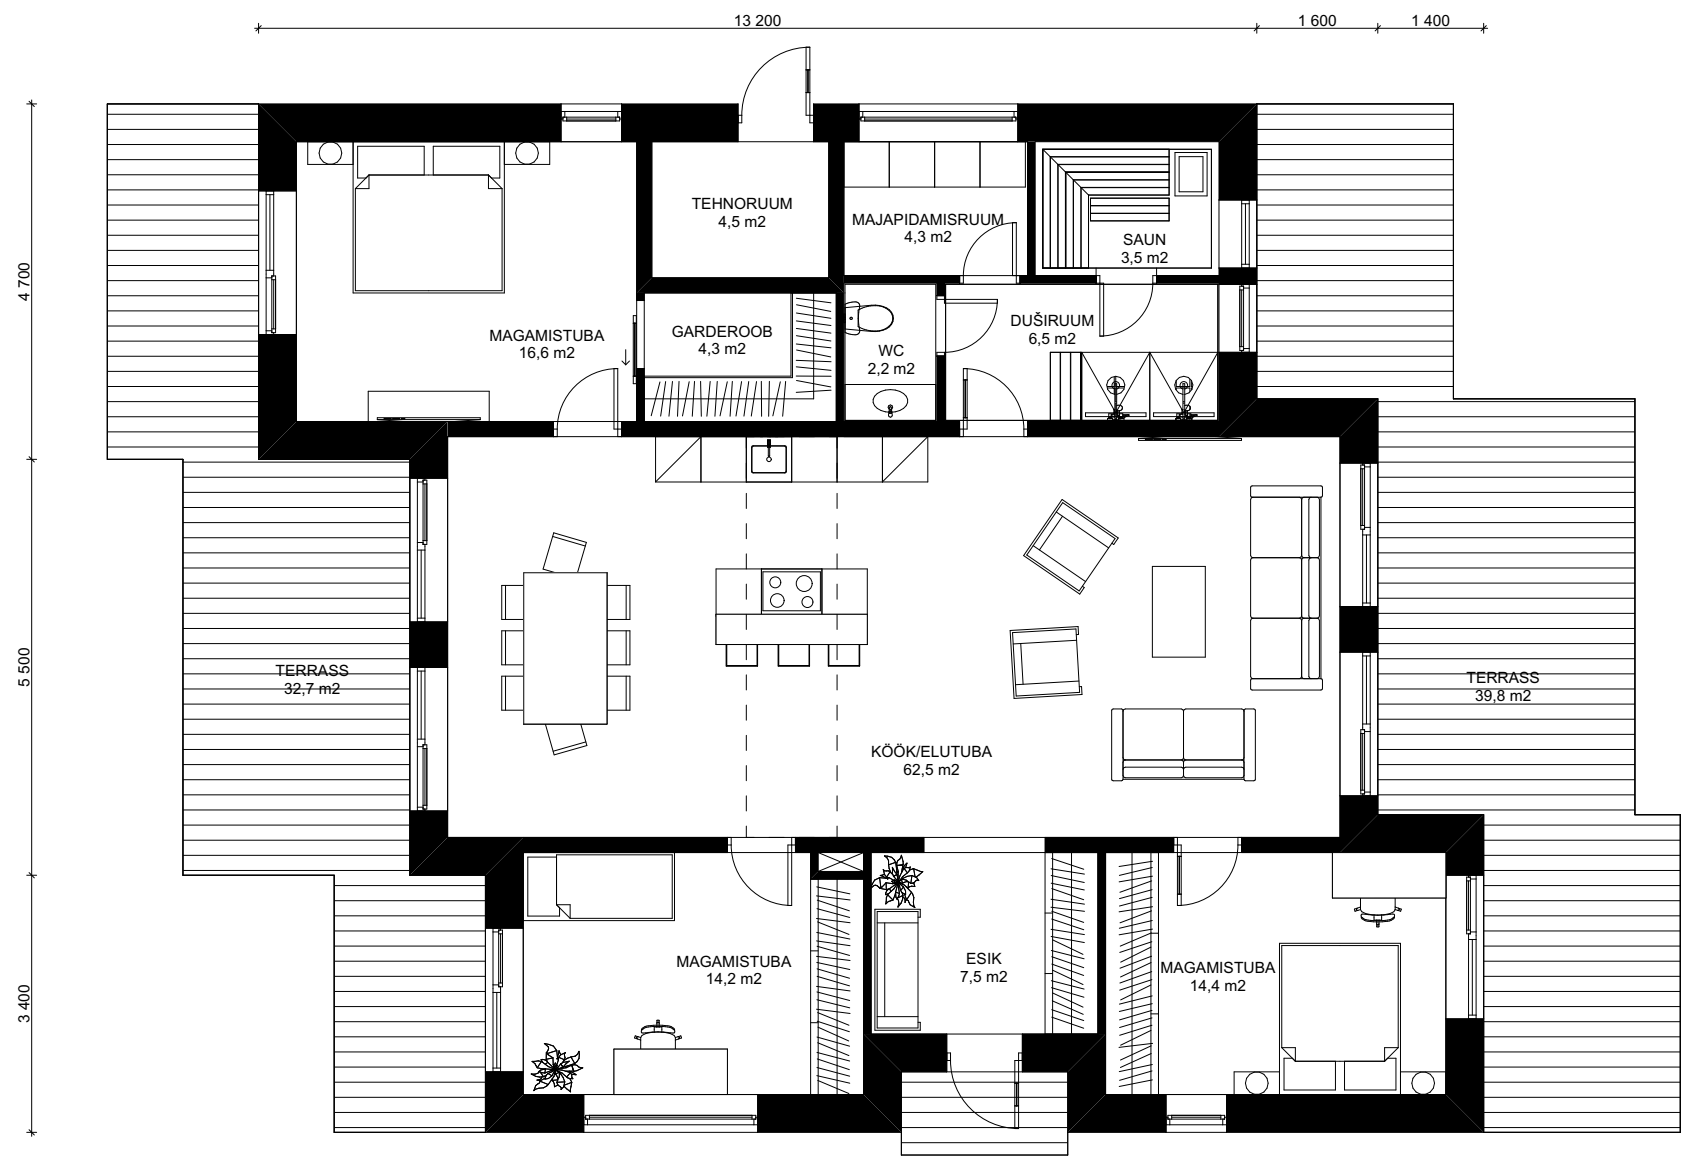 13 200
1 600
1 400
4 700
5 500
3 400
TEHNORUUM
4,5 m2
MAJAPIDAMISRUUM
4,3 m2
SAUN
3,5 m2
MAGAMISTUBA
16,6 m2
GARDEROOB
4,3 m2
WC
2,2 m2
DUŠIRUUM
6,5 m2
TERRASS
32,7 m2
TERRASS
39,8 m2
KÖÖK/ELUTUBA
62,5 m2
MAGAMISTUBA
14,2 m2
ESIK
7,5 m2
MAGAMISTUBA
14,4 m2